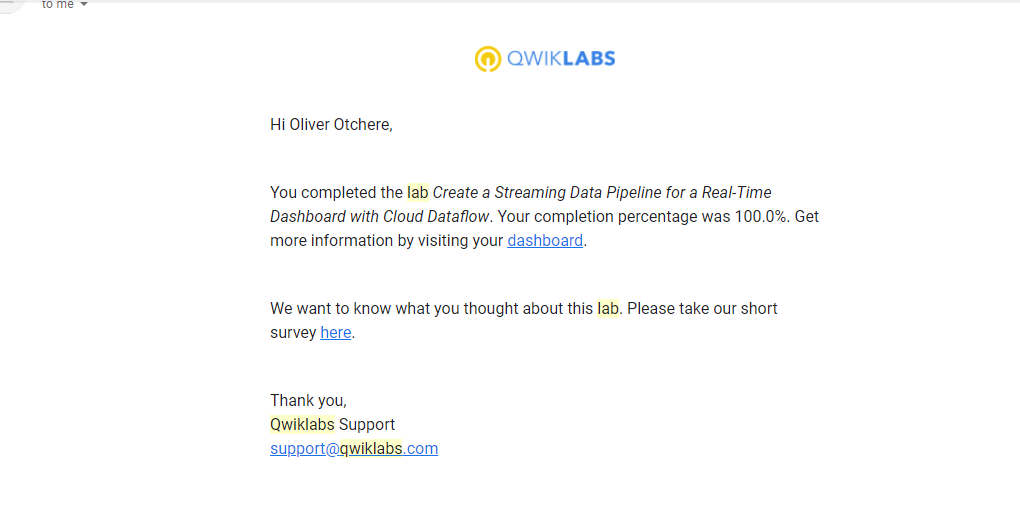 to me
QWIKLABS
Hi Oliver Otchere,
You completed the lab Create a Streaming Data Pipeline for a Real-Time
Dashboard with Cloud Dataflow. Your completion percentage was 100.0%. Get
more information by visiting your dashboard.
We want to know what you thought about this lab. Please take our short
survey here.
Thank you,
Qwiklabs Support
support@qwiklabs.com